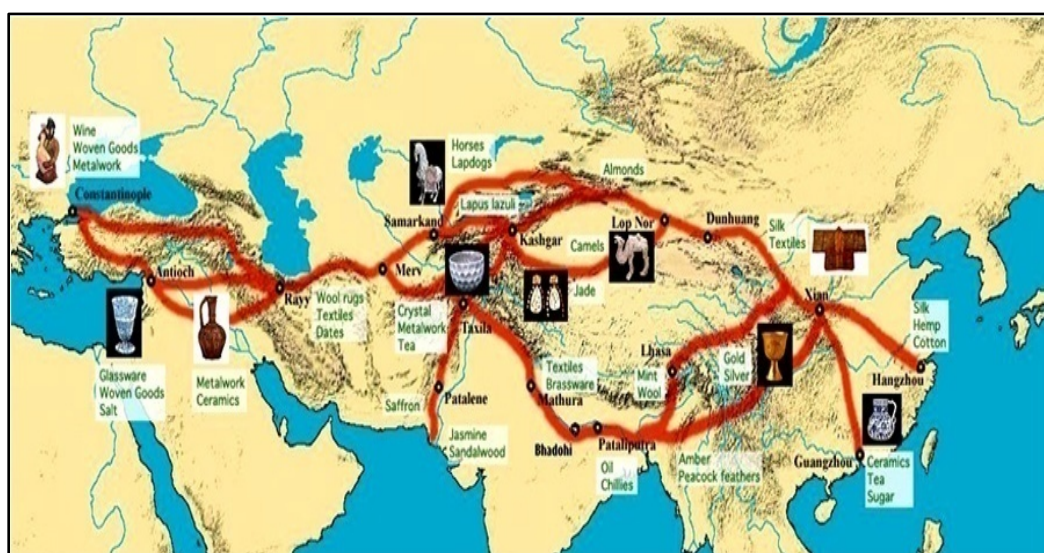 Wine
Woven Goods
Metalwork
Constantinople
Horses
Lapdogs
Almonds
Lapus lazuli
Samarkand
Kashgar
Lop Nor
Dunhuang
Silk
Textiles
Camels
Antioch
Merv
Rayy
Wool rugs
Textiles
Dates
Crystal
Metalwork
Tea
Jade
Taxila
Xian
Silk
Hemp
Cotton
Hangzhou
Glassware
Woven Goods
Salt
Metalwork
Ceramics
Saffron
Patalene
Textiles
Brassware
Mathura
Lhasa
Mint
Wool
Gold
Silver
Jasmine
Sandalwood
Bhadohi
Pataliputra
Oil
Chillies
Amber
Peacock feathers
Guangzhou
Ceramics
Tea
Sugar